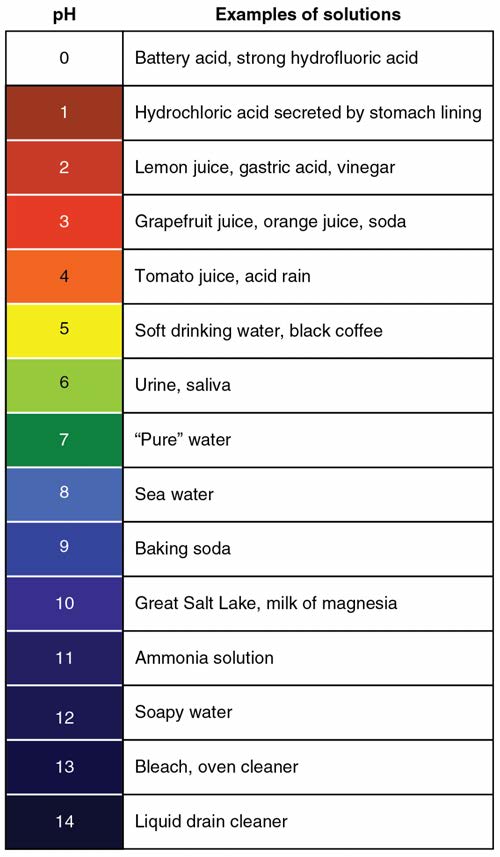 pH Examples of solutions
0 Battery acid, strong hydrofluoric acid
1 Hydrochloric acid secreted by stomach lining
2 Lemon juice, gastric acid, vinegar
3 Grapefruit juice, orange juice, soda
4 Tomato juice, acid rain
5 Soft drinking water, black coffee
6 Urine, saliva
7 “Pure” water
8 Sea water
9 Baking soda
10 Great Salt Lake, milk of magnesia
11 Ammonia solution
12 Soapy water
13 Bleach, oven cleaner
14 Liquid drain cleaner